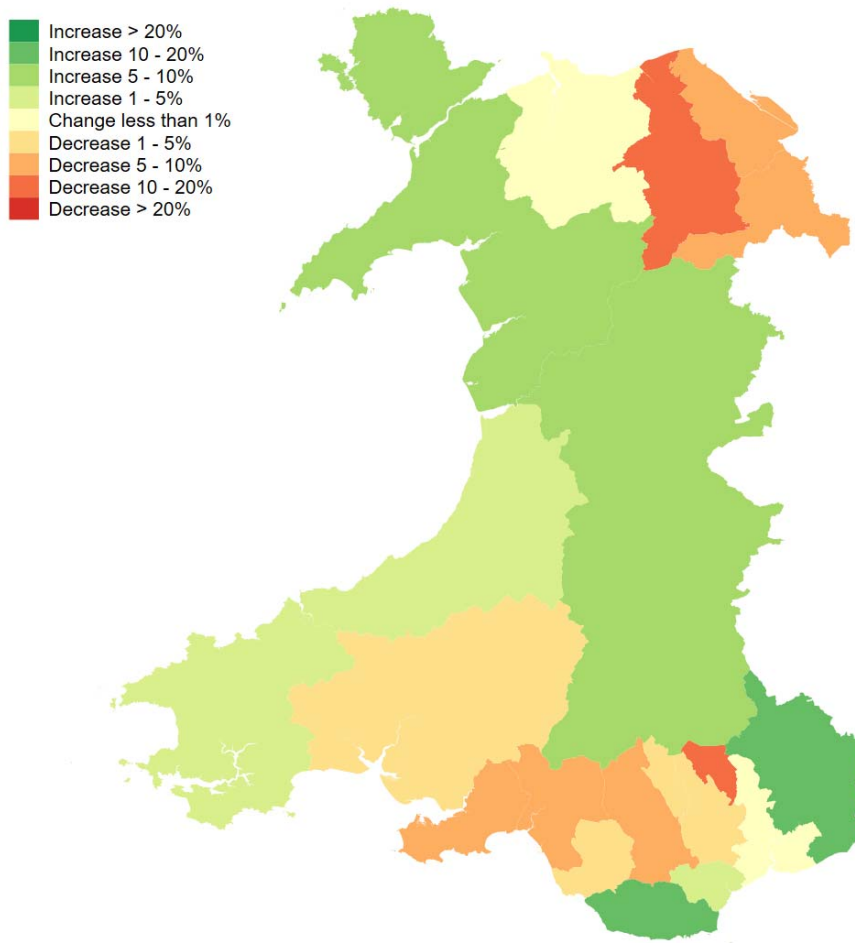 Increase > 20%
Increase 10 - 20%
Increase 5 - 10%
Increase 1 - 5%
Change less than 1%
Decrease 1 - 5%
Decrease 5 - 10%
Decrease 10 - 20%
Decrease > 20%